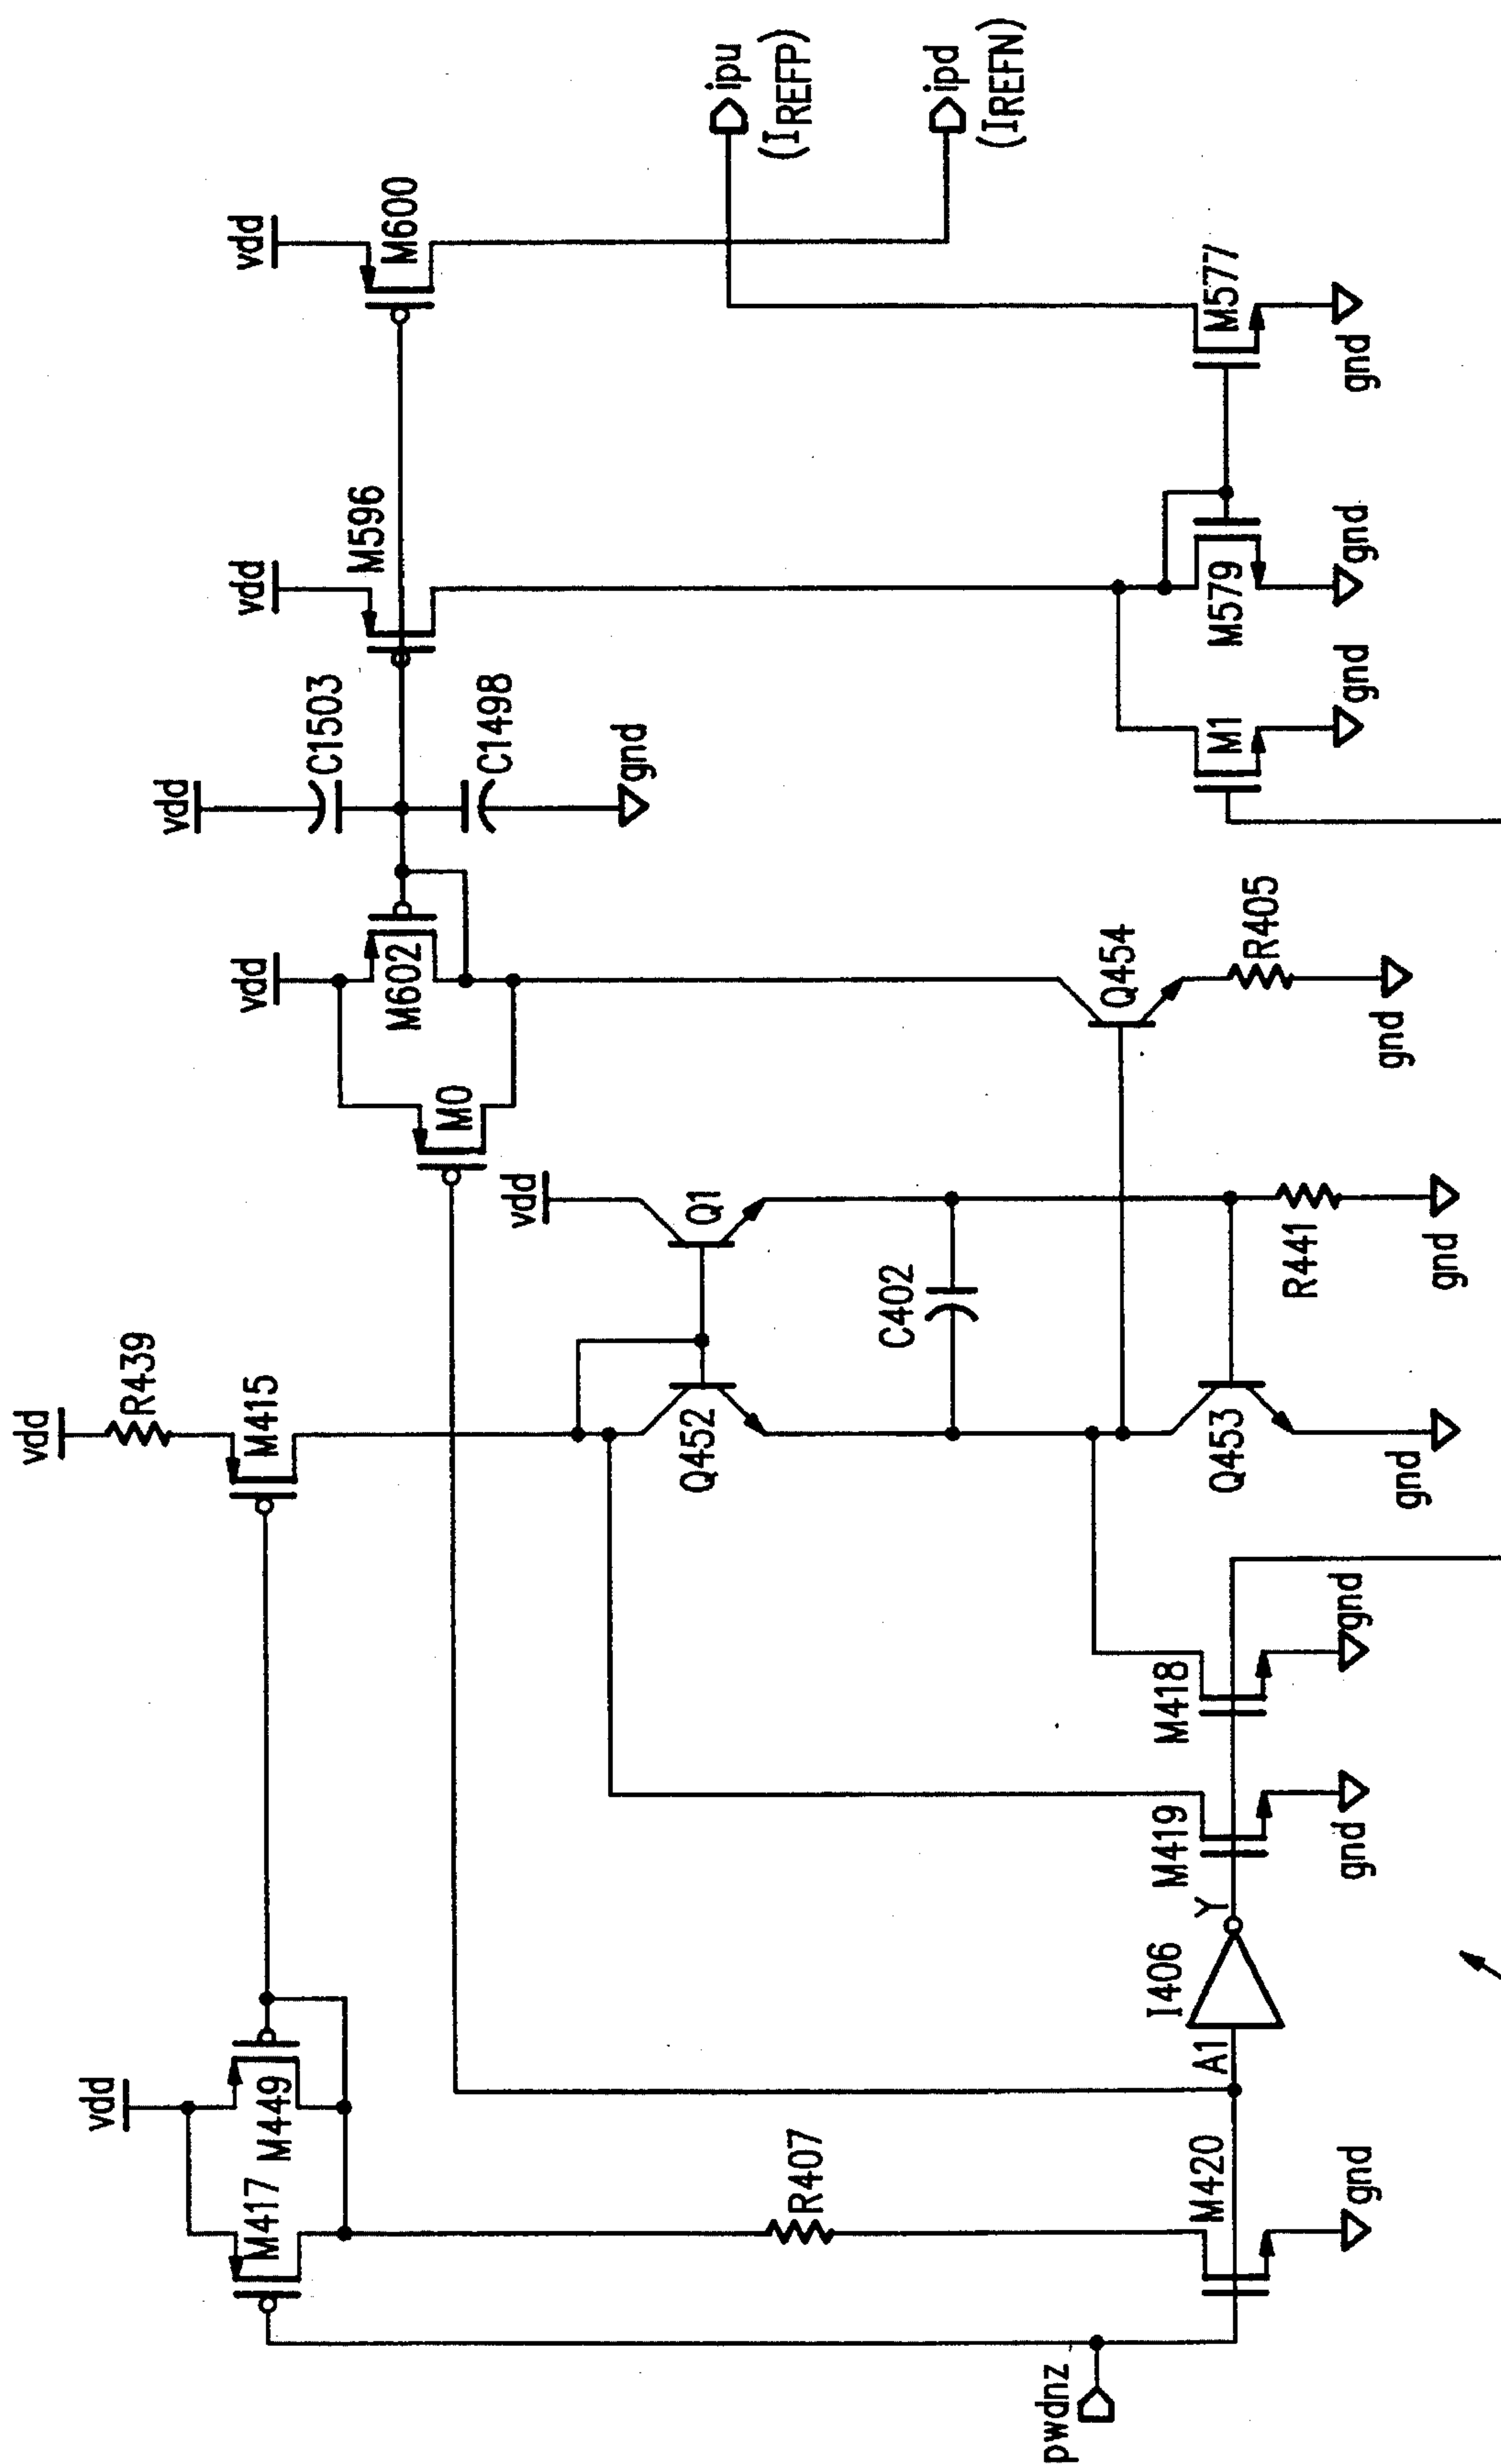 vdd
R439
M415
vdd
M417
M449
R407
M420
gnd
pwdnz
A1
I406
Y
M419
gnd
M418
gnd
Q452
Q1
vdd
C402
Q453
gnd
R441
gnd
M0
M602
vdd
Q454
R405
gnd
vdd
C1503
C1498
gnd
vdd
M596
M1
gnd
M579
gnd
vdd
M600
M577
gnd
ipu
(IREFP)
ipd
(IREFN)